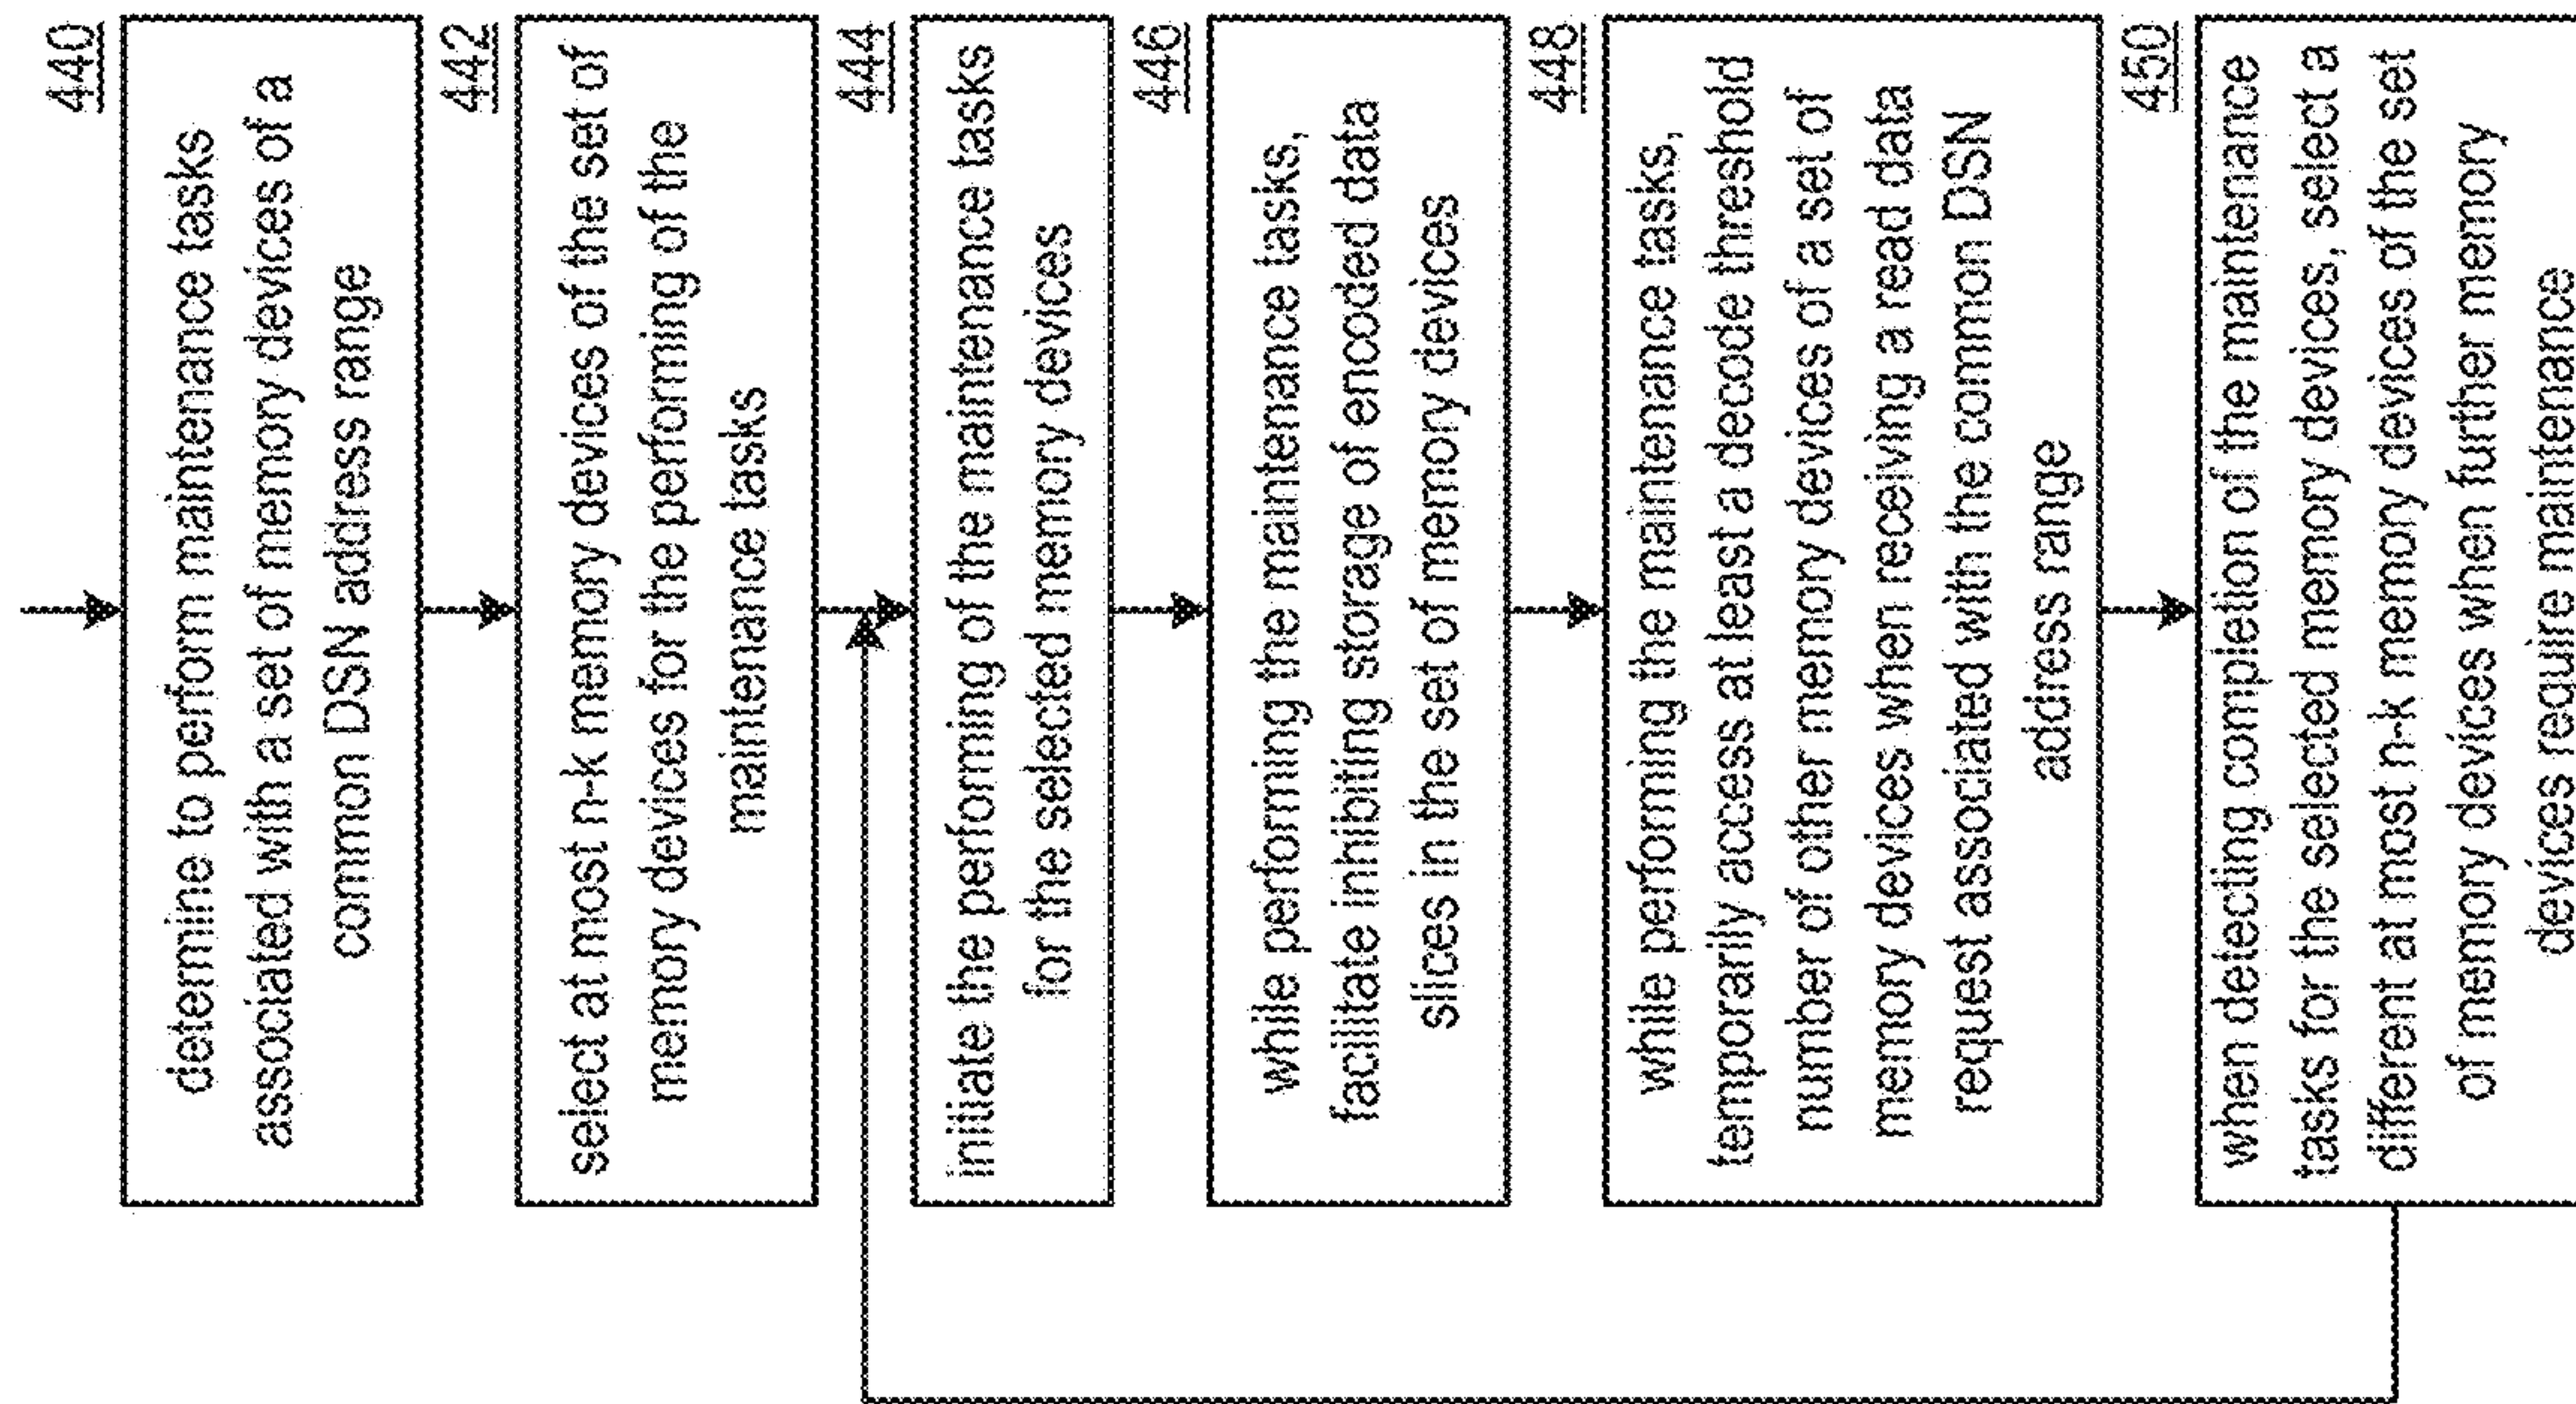 440
determine to perform maintenance tasks
associated with a set of memory devices of a
common DSN address range
442
select at most n-k memory devices of the set of
memory devices for the performing of the
maintenance tasks
444
initiate the performing of the maintenance tasks
for the selected memory devices
446
while performing the maintenance tasks,
facilitate inhibiting storage of encoded data
slices in the set of memory devices
448
while performing the maintenance tasks,
temporarily access at least a decode threshold
number of other memory devices of a set of
memory devices when receiving a read data
request associated with the common DSN
address range
450
when detecting completion of the maintenance
tasks for the selected memory devices, select a
different at most n-k memory devices of the set
of memory devices when further memory
devices require maintenance